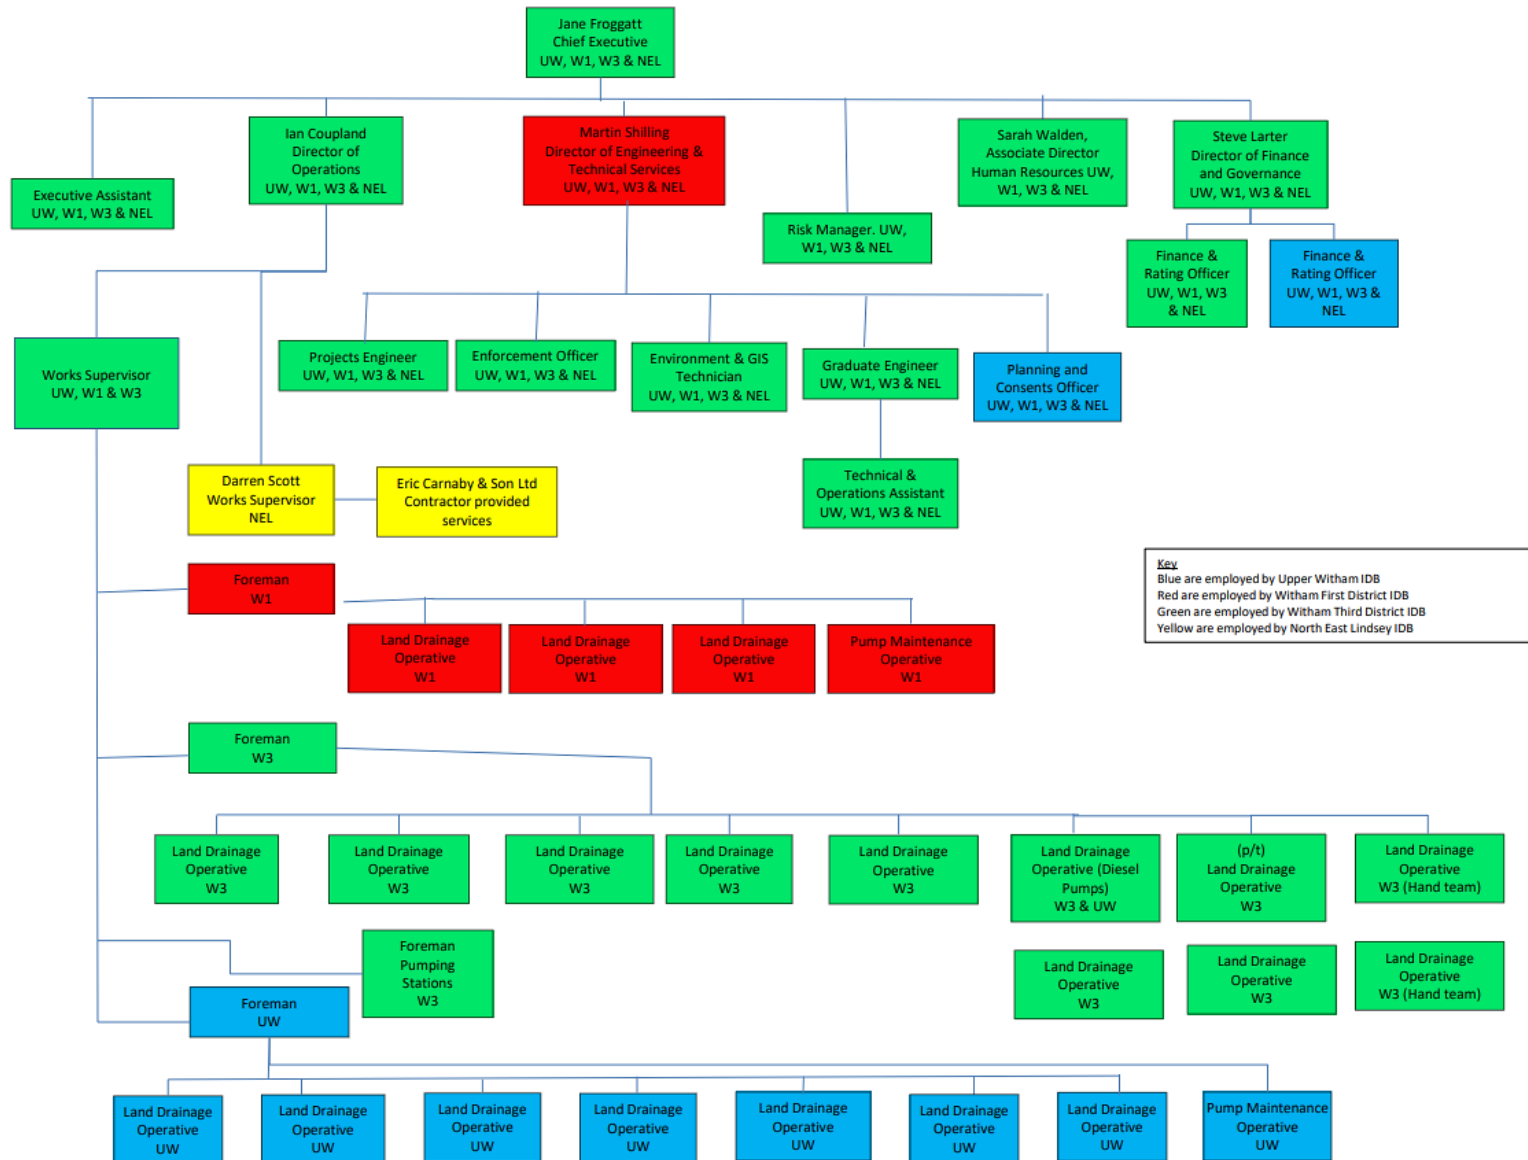 Jane Froggatt
Chief Executive
UW, W1, W3 & NEL
Executive Assistant
UW, W1, W3 & NEL
Ian Coupland
Director of
Operations
UW, W1, W3 & NEL
Martin Shilling
Director of Engineering &
Technical Services
UW, W1, W3 & NEL
Risk Manager. UW,
W1, W3 & NEL
Sarah Walden,
Associate Director
Human Resources UW,
W1, W3 & NEL
Steve Larter
Director of Finance
and Governance
UW, W1, W3 & NEL
Finance &
Rating Officer
UW, W1, W3
& NEL
Finance &
Rating Officer
UW, W1, W3 &
NEL
Works Supervisor
UW, W1 & W3
Projects Engineer
UW, W1, W3 & NEL
Enforcement Officer
UW, W1, W3 & NEL
Environment & GIS
Technician
UW, W1, W3 & NEL
Graduate Engineer
UW, W1, W3 & NEL
Planning and
Consents Officer
UW, W1, W3 & NEL
Darren Scott
Works Supervisor
NEL
Eric Carnaby & Son Ltd
Contractor provided
services
Technical &
Operations Assistant
UW, W1, W3 & NEL
Key
Blue are employed by Upper Witham IDB
Red are employed by Witham First District IDB
Green are employed by Witham Third District IDB
Yellow are employed by North East Lindsey IDB
Foreman
W1
Land Drainage
Operative
W1
Land Drainage
Operative
W1
Land Drainage
Operative
W1
Pump Maintenance
Operative
W1
Foreman
W3
Land Drainage
Operative
W3
Land Drainage
Operative
W3
Land Drainage
Operative
W3
Land Drainage
Operative
W3
Land Drainage
Operative
W3
Land Drainage
Operative (Diesel
Pumps)
W3 & UW
(p/t)
Land Drainage
Operative
W3
Land Drainage
Operative
W3 (Hand team)
Foreman
Pumping
Stations
W3
Land Drainage
Operative
W3
Land Drainage
Operative
W3
Land Drainage
Operative
W3 (Hand team)
Foreman
UW
Land Drainage
Operative
UW
Land Drainage
Operative
UW
Land Drainage
Operative
UW
Land Drainage
Operative
UW
Land Drainage
Operative
UW
Land Drainage
Operative
UW
Land Drainage
Operative
UW
Pump Maintenance
Operative
UW